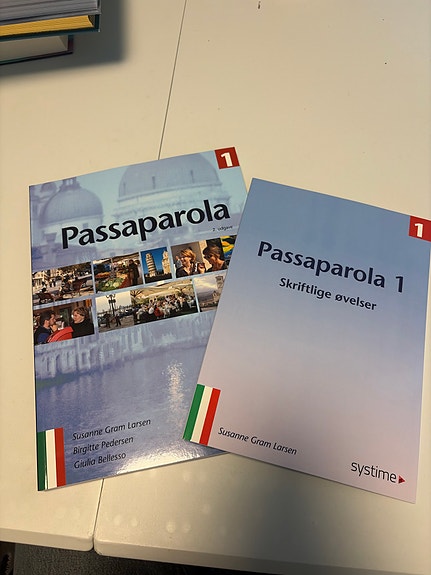 1
Passaparola
2. udgave
Susanne Gram Larsen
Birgitte Pedersen
Giulia Bellesso
1
Passaparola 1
Skriftlige øvelser
Susanne Gram Larsen
systime